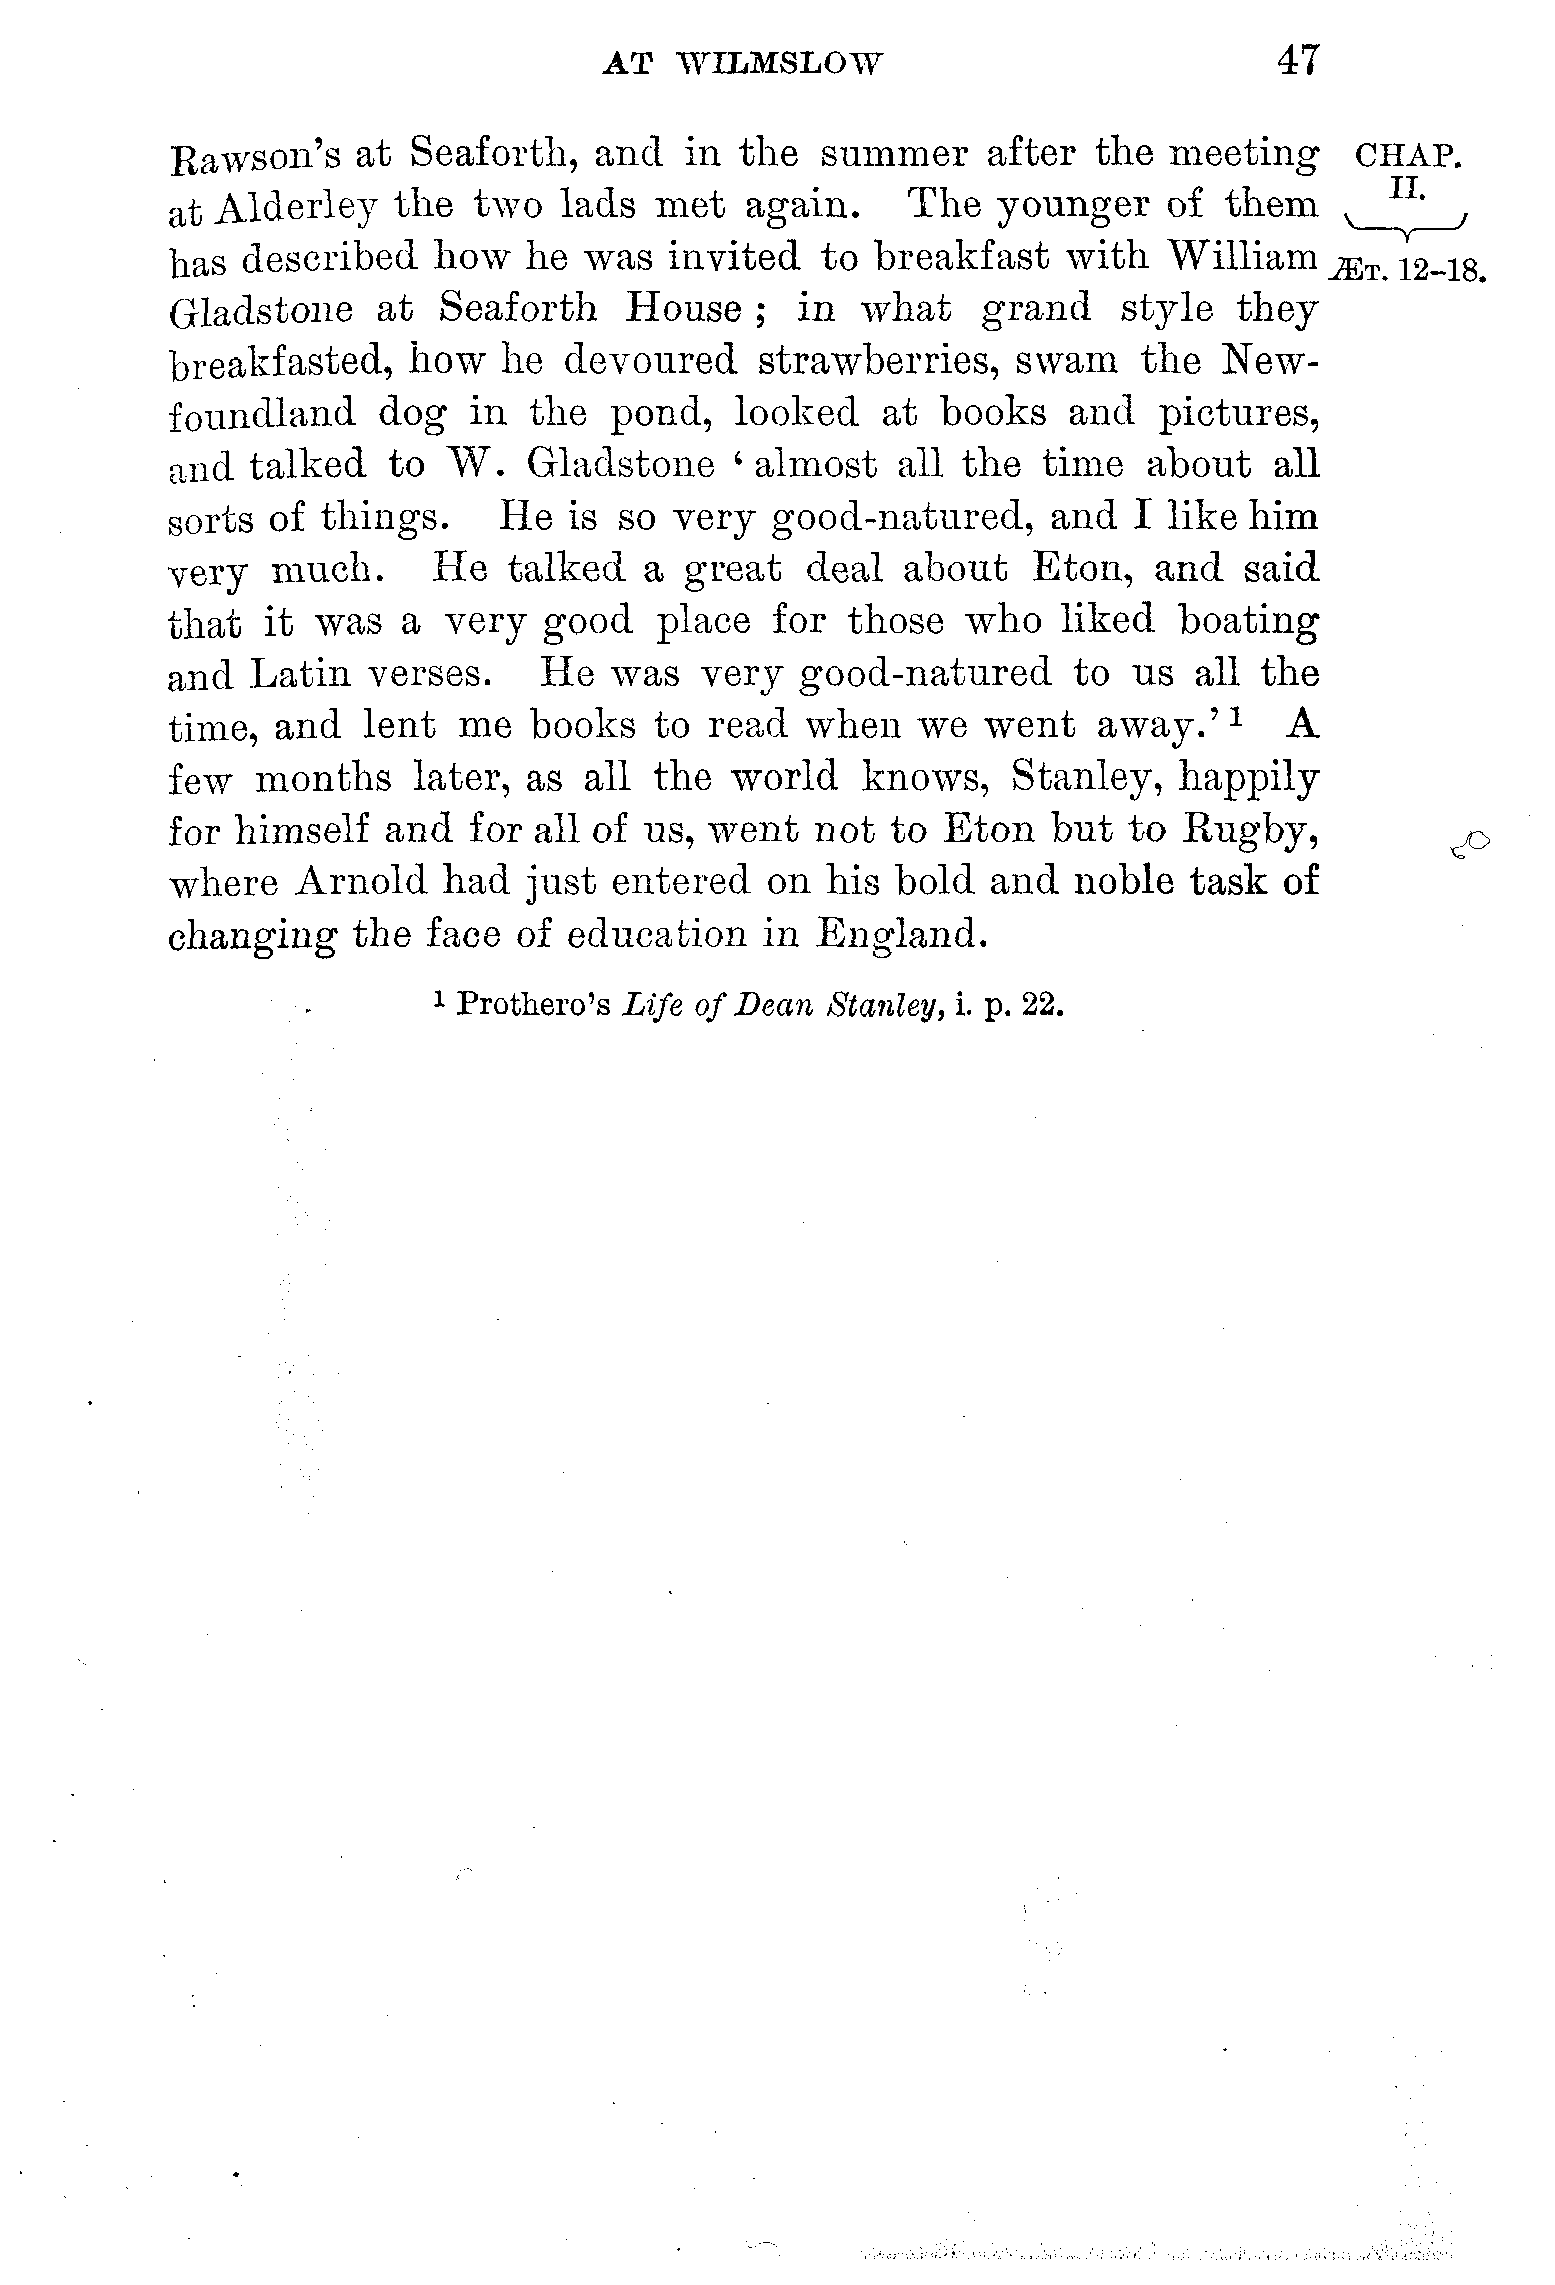 AT WILMSLOW 47
Rawson's at Seaforth, and in the summer after the meeting CHAP.
at Alderley the two lads met again. The younger of them II.
has described how he was invited to breakfast with William ÆT. 12–18.
Gladstone at Seaforth House ; in what grand style they
breakfasted, how he devoured strawberries, swam the New-
foundland dog in the pond, looked at books and pictures,
and talked to W. Gladstone ‘ almost all the time about all
sorts of things. He is so very good-natured, and I like him
very much. He talked a great deal about Eton, and said
that it was a very good place for those who liked boating
and Latin verses. He was very good-natured to us all the
time, and lent me books to read when we went away.’ ¹ A
few months later, as all the world knows, Stanley, happily
for himself and for all of us, went not to Eton but to Rugby,
where Arnold had just entered on his bold and noble task of
changing the face of education in England.
¹ Prothero's Life of Dean Stanley, i. p. 22.